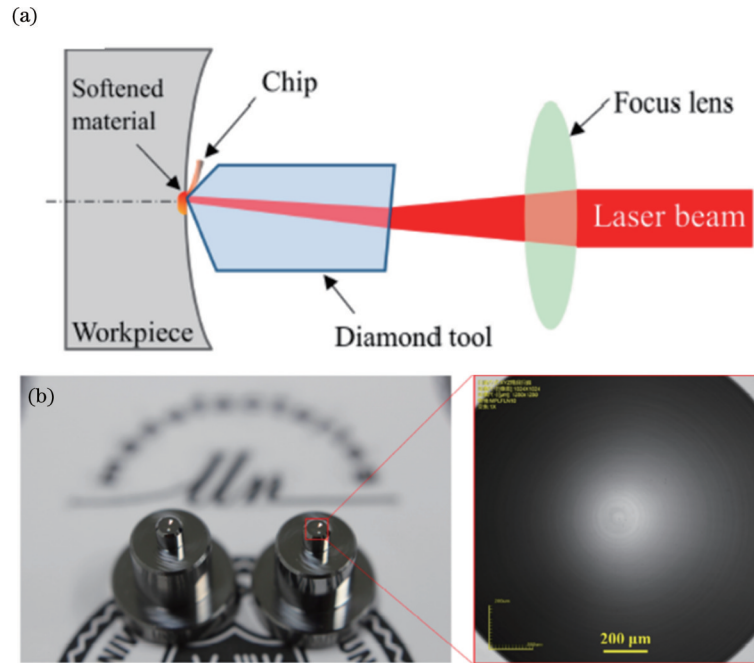 (a)
Softened
material
Chip
Focus lens
Laser beam
Workpiece
Diamond tool
(b)
200 μm